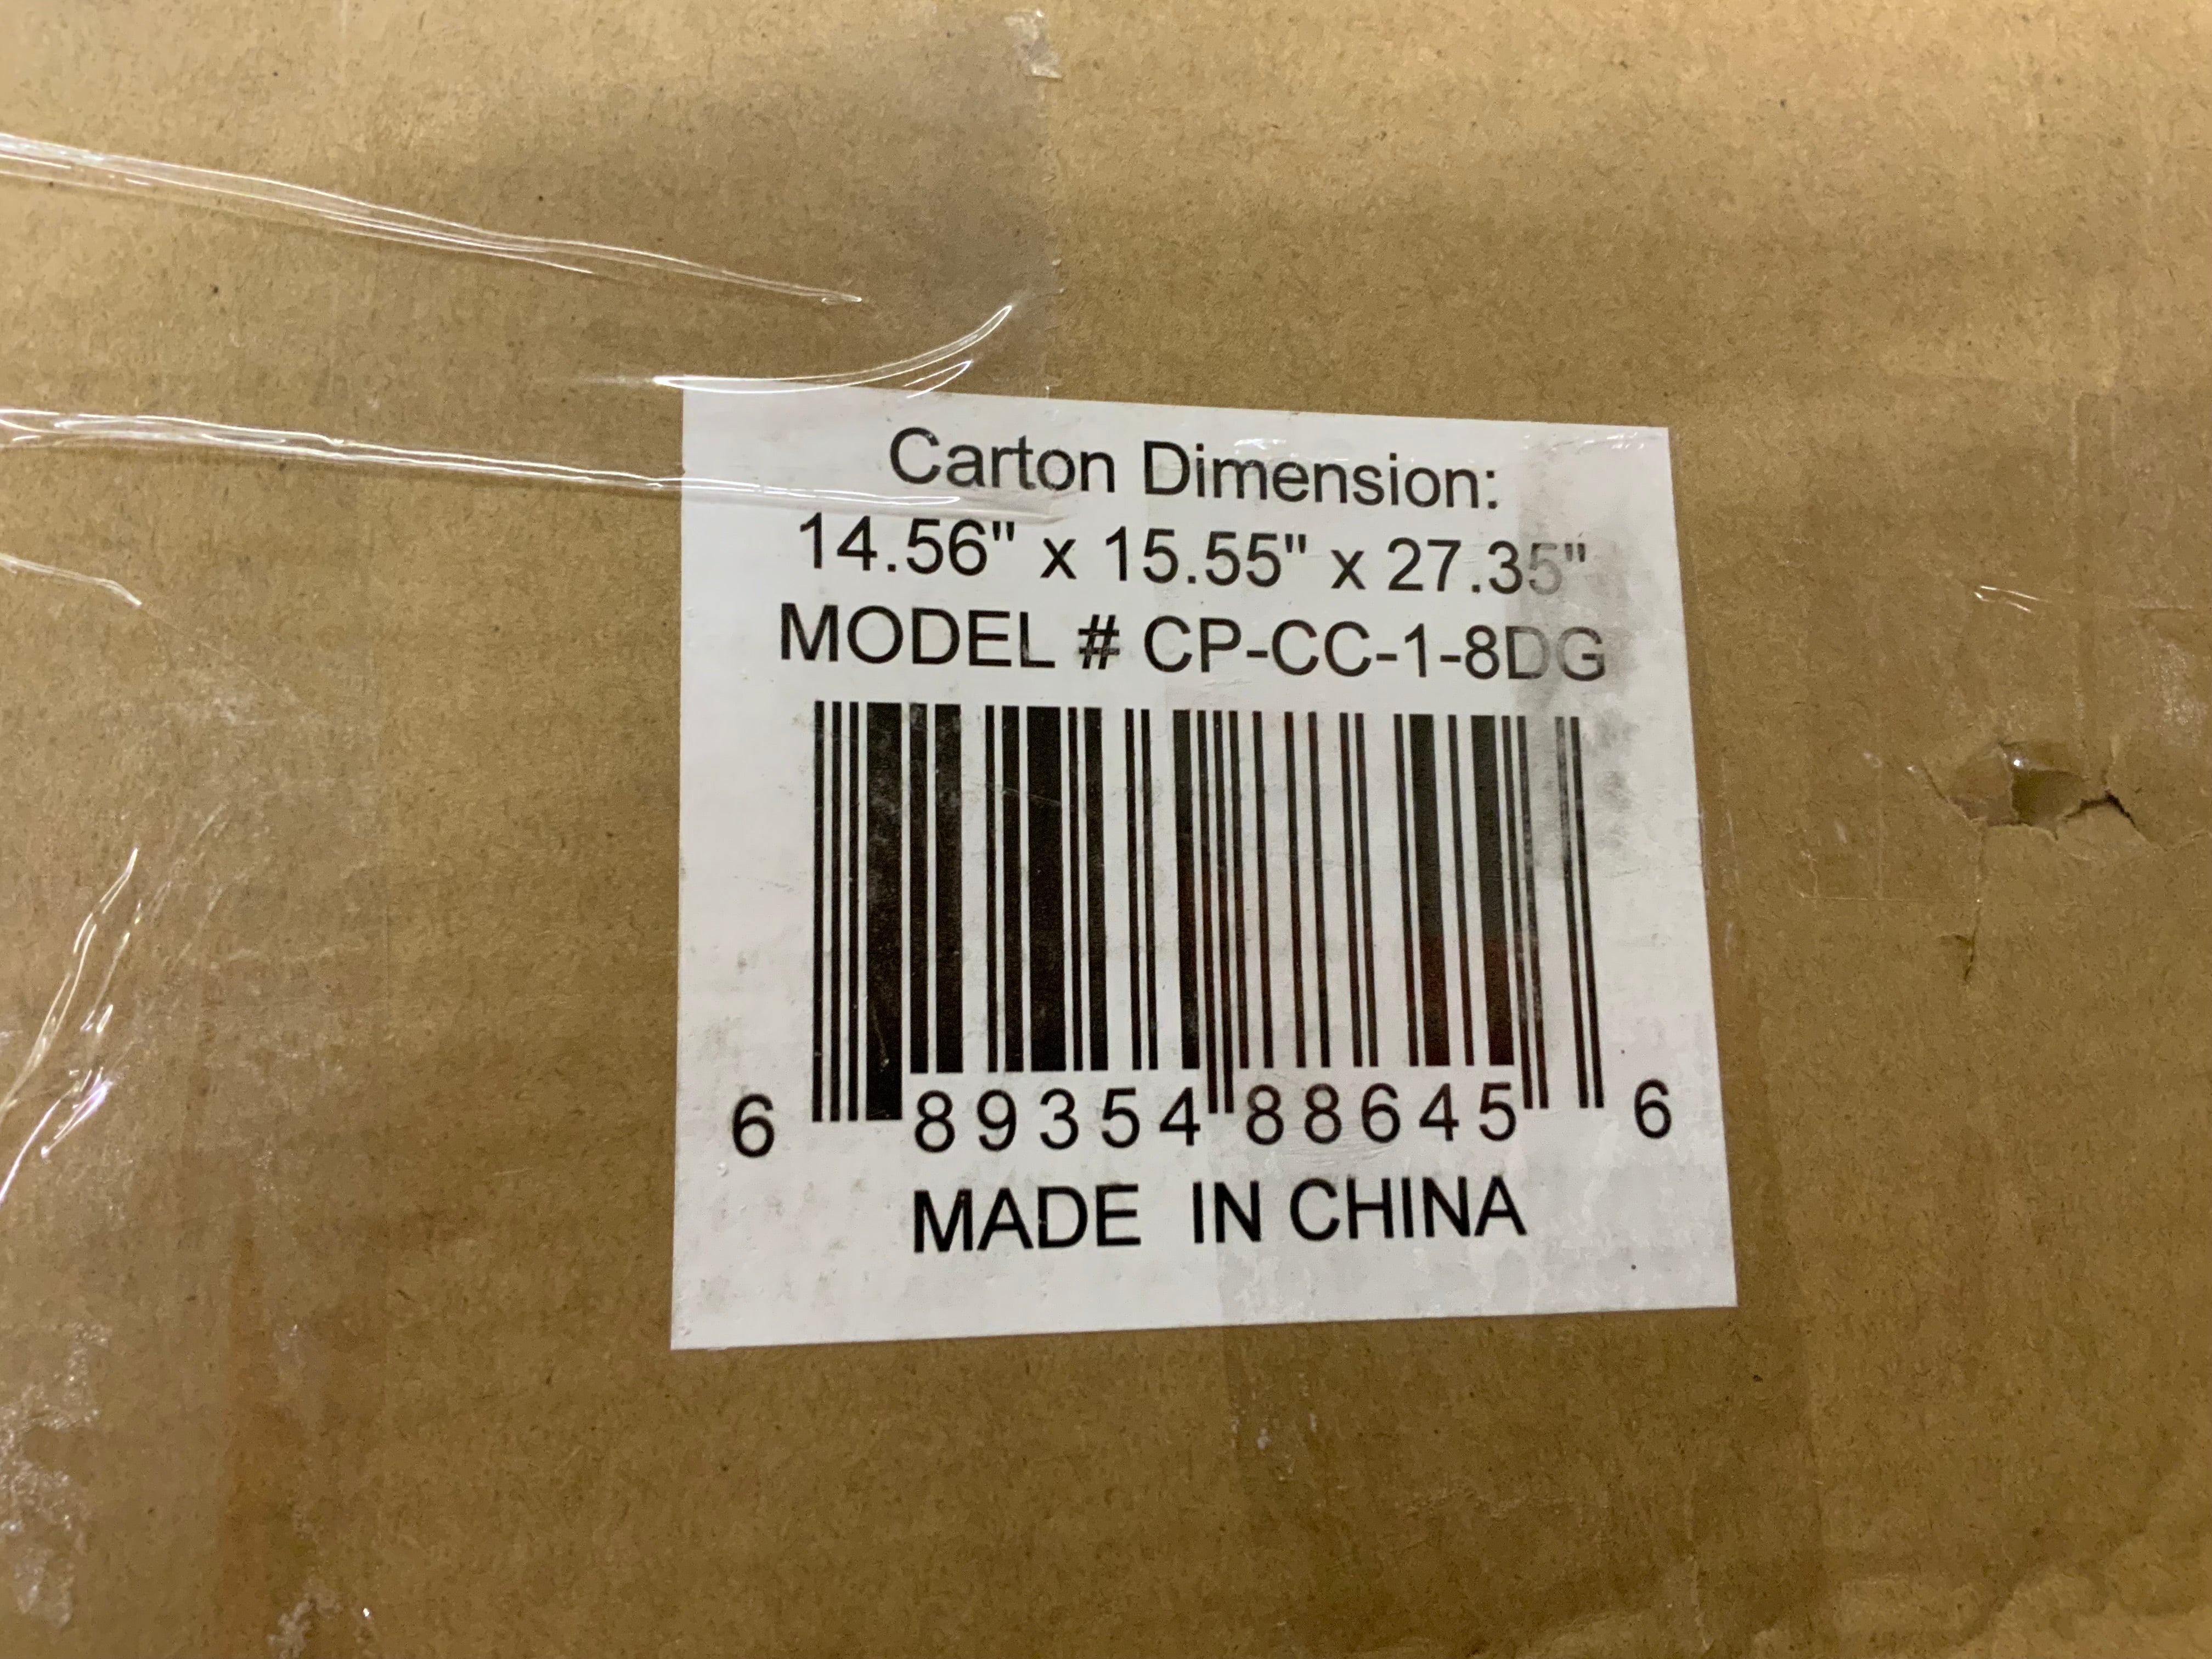 Carton Dimension:
14.56" x 15.55" x 27.35"
MODEL # CP-CC-1-8DG
6 89354 88645 6
MADE IN CHINA